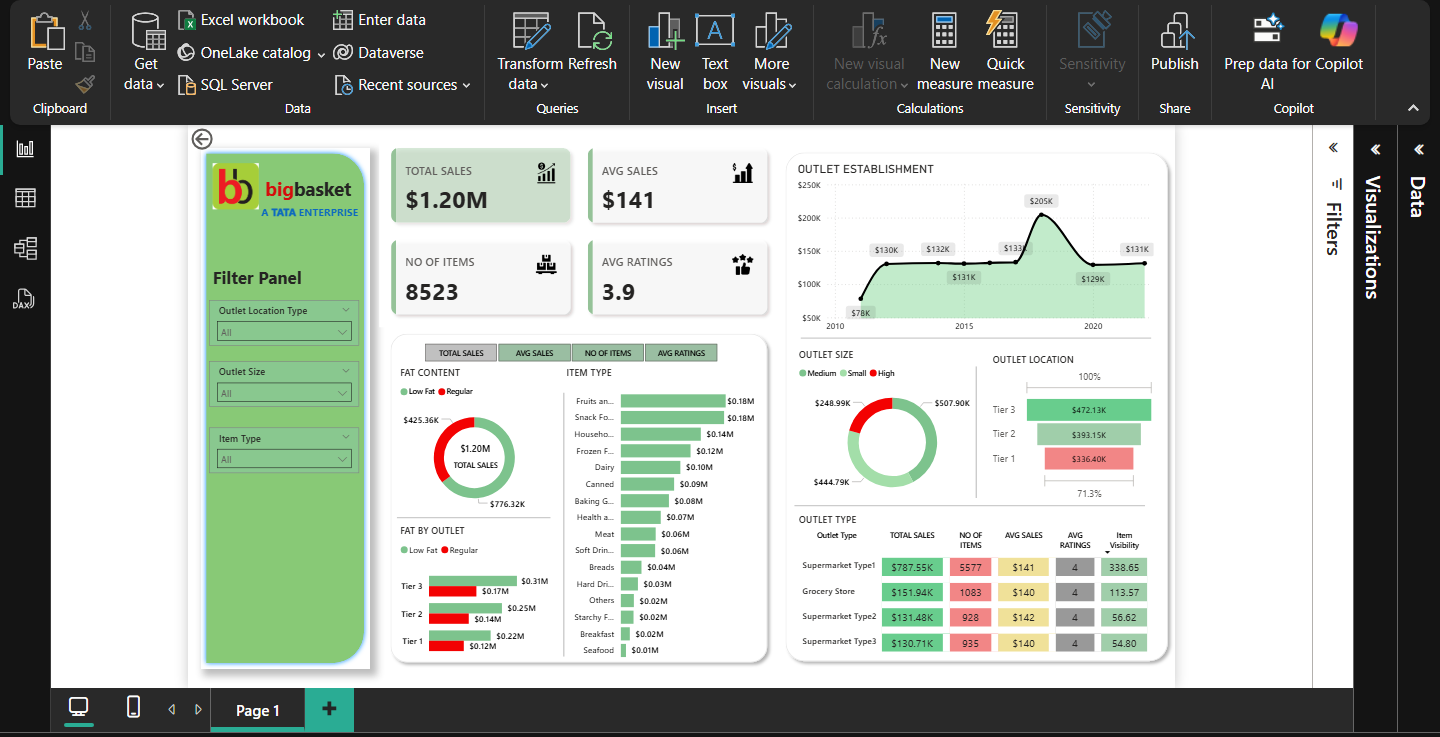 Paste
Clipboard
Get
data
Excel workbook
OneLake catalog
SQL Server
Enter data
Dataverse
Recent sources
Data
Transform
data
Refresh
Queries
New
visual
Text
box
More
visuals
Insert
New visual
calculation
New
measure
Quick
measure
Calculations
Sensitivity
Sensitivity
Publish
Share
Prep data for
AI
Copilot
Copilot
DAX
bb
bigbasket
A TATA ENTERPRISE
Filter Panel
Outlet Location Type
All
Outlet Size
All
Item Type
All
TOTAL SALES
$1.20M
AVG SALES
$141
NO OF ITEMS
8523
AVG RATINGS
3.9
TOTAL SALES
AVG SALES
NO OF ITEMS
AVG RATINGS
FAT CONTENT
Low Fat Regular
$425.36K
$1.20M
TOTAL SALES
$776.32K
FAT BY OUTLET
Low Fat Regular
Tier 3 $0.31M
$0.17M
Tier 2 $0.25M
$0.14M
Tier 1 $0.22M
$0.12M
ITEM TYPE
Fruits an... $0.18M
Snack Fo... $0.18M
Househo... $0.14M
Frozen F... $0.12M
Dairy $0.10M
Canned $0.09M
Baking G... $0.08M
Health a... $0.07M
Meat $0.06M
Soft Drin... $0.06M
Breads $0.04M
Hard Dri... $0.03M
Others $0.02M
Starchy F... $0.02M
Breakfast $0.02M
Seafood $0.01M
OUTLET ESTABLISHMENT
$250K
$200K
$150K
$100K
$50K
$78K
$130K
$132K
$131K
$133K
$205K
$129K
$131K
2010 2015 2020
OUTLET SIZE
Medium Small High
$248.99K
$507.90K
$444.79K
OUTLET LOCATION
100%
Tier 3 $472.13K
Tier 2 $393.15K
Tier 1 $336.40K
71.3%
OUTLET TYPE
Outlet Type TOTAL SALES NO OF ITEMS AVG SALES AVG RATINGS Item Visibility
Supermarket Type1 $787.55K 5577 $141 4 338.65
Grocery Store $151.94K 1083 $140 4 113.57
Supermarket Type2 $131.48K 928 $142 4 56.62
Supermarket Type3 $130.71K 935 $140 4 54.80
Filters
Visualizations
Data
Page 1